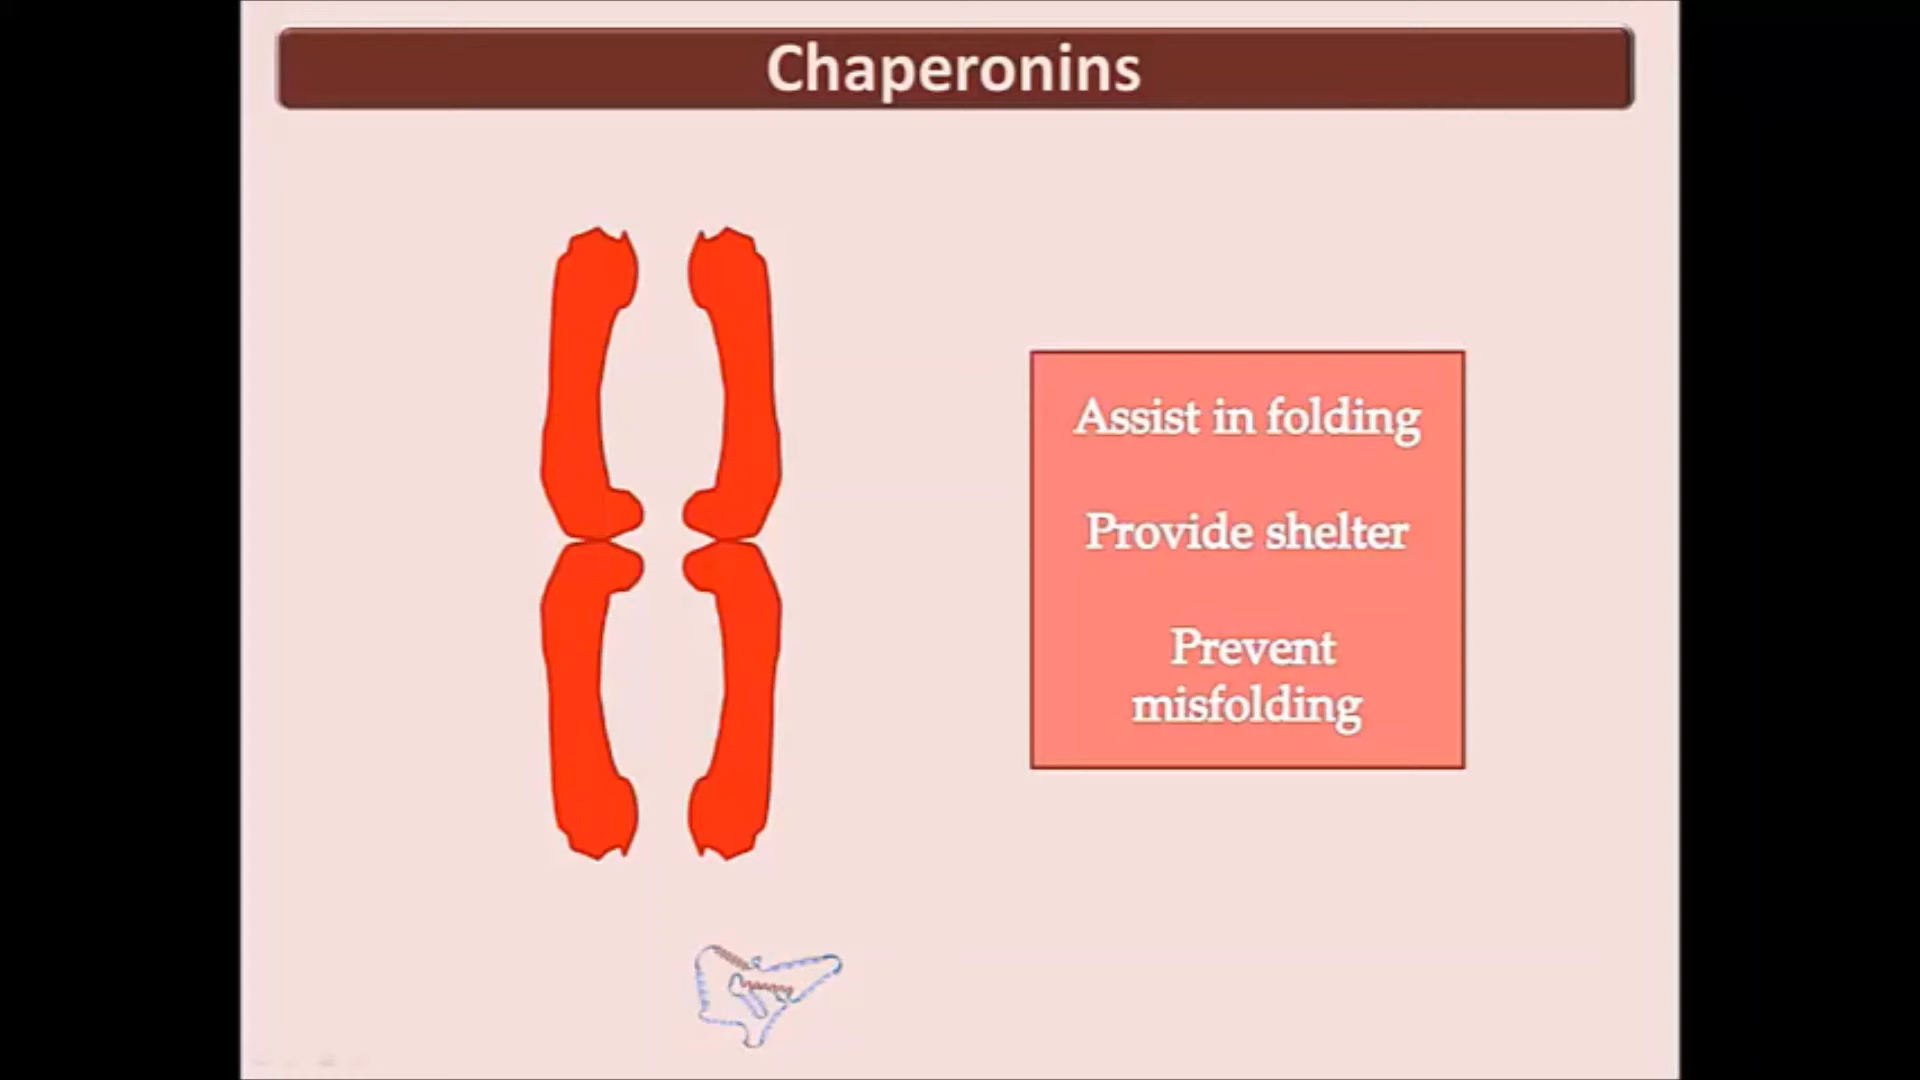 Chaperonins
Assist in folding
Provide shelter
Prevent
misfolding